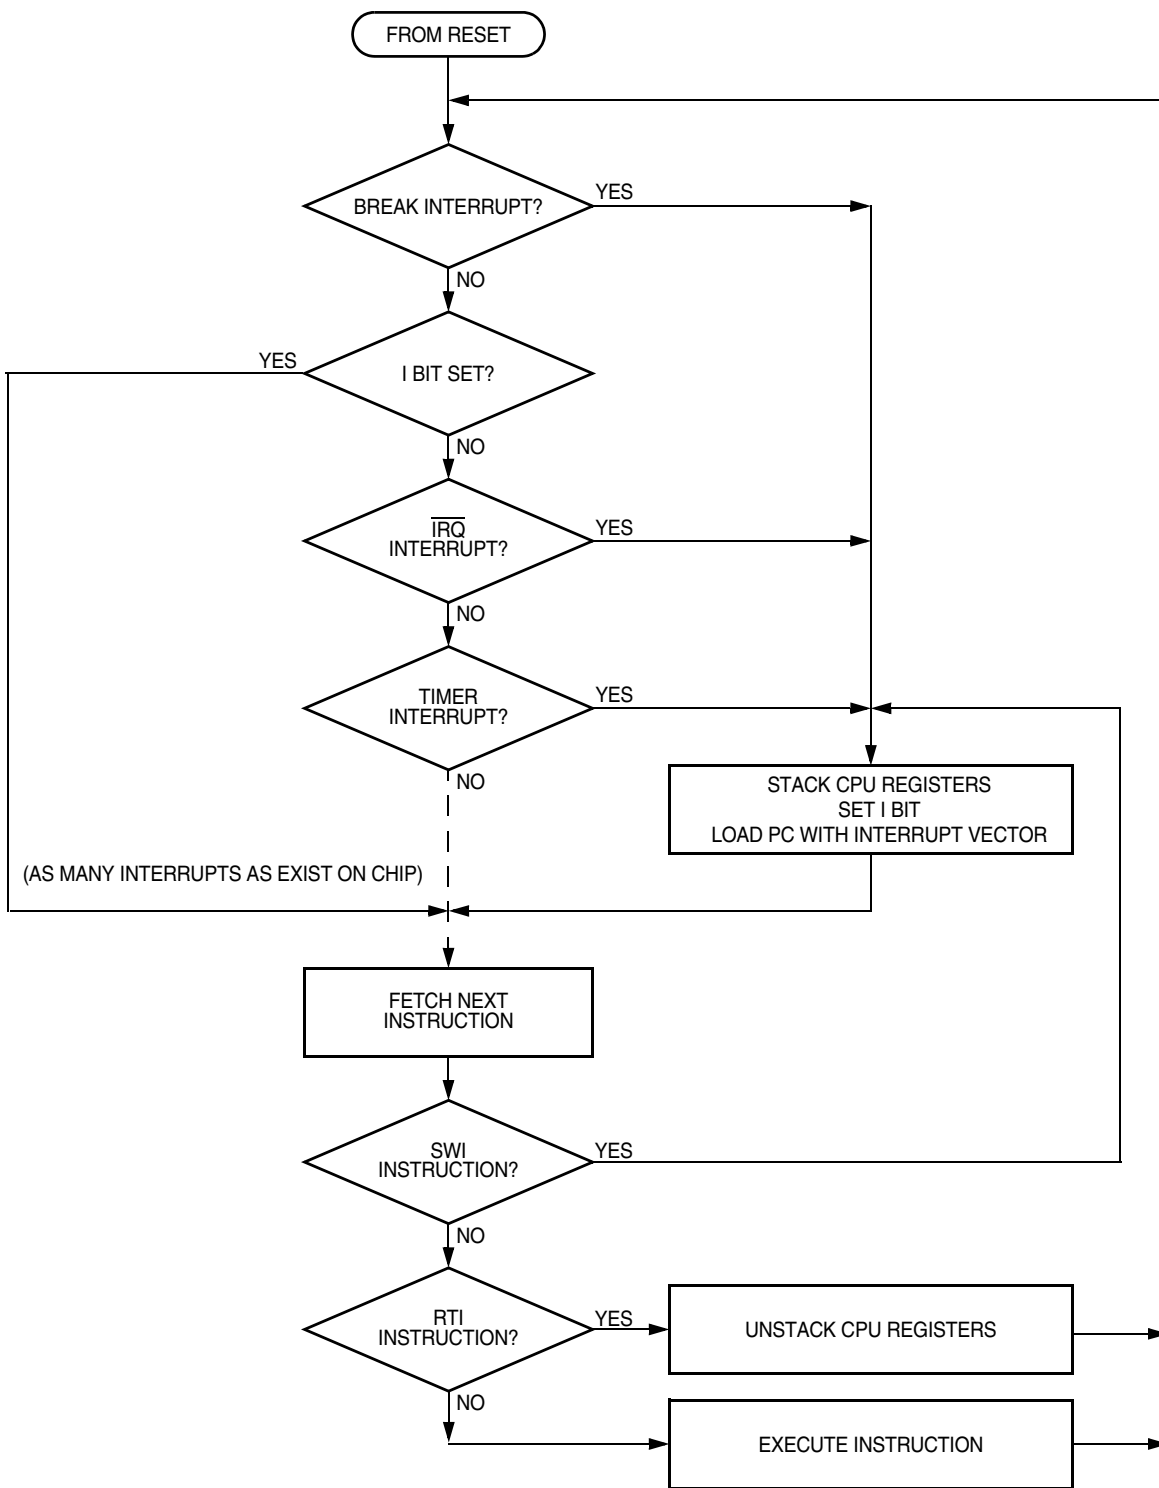 FROM RESET
BREAK INTERRUPT?
YES
NO
YES
I BIT SET?
NO
IRQ
INTERRUPT?
YES
NO
TIMER
INTERRUPT?
YES
NO
STACK CPU REGISTERS
SET I BIT
LOAD PC WITH INTERRUPT VECTOR
(AS MANY INTERRUPTS AS EXIST ON CHIP)
FETCH NEXT
INSTRUCTION
SWI
INSTRUCTION?
YES
NO
RTI
INSTRUCTION?
YES
UNSTACK CPU REGISTERS
NO
EXECUTE INSTRUCTION